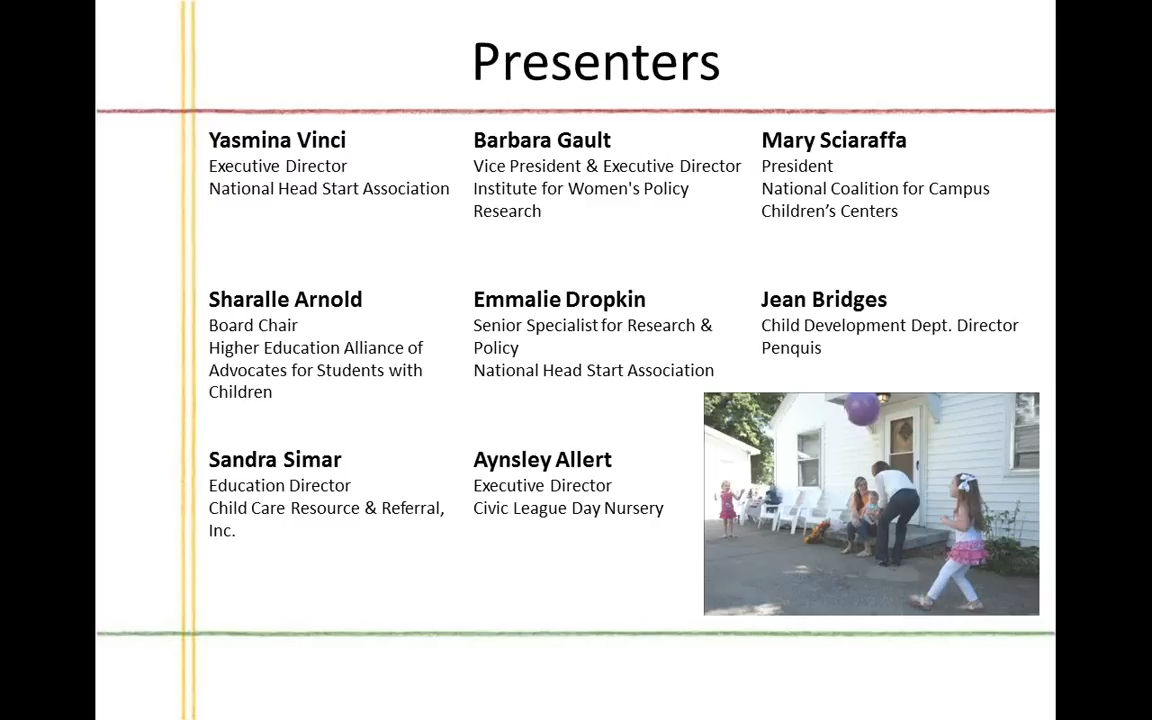 Presenters
Yasmina Vinci
Executive Director
National Head Start Association
Barbara Gault
Vice President & Executive Director
Institute for Women's Policy
Research
Mary Sciaraffa
President
National Coalition for Campus
Children’s Centers
Sharalle Arnold
Board Chair
Higher Education Alliance of
Advocates for Students with
Children
Emmalie Dropkin
Senior Specialist for Research &
Policy
National Head Start Association
Jean Bridges
Child Development Dept. Director
Penquis
Sandra Simar
Education Director
Child Care Resource & Referral,
Inc.
Aynsley Allert
Executive Director
Civic League Day Nursery